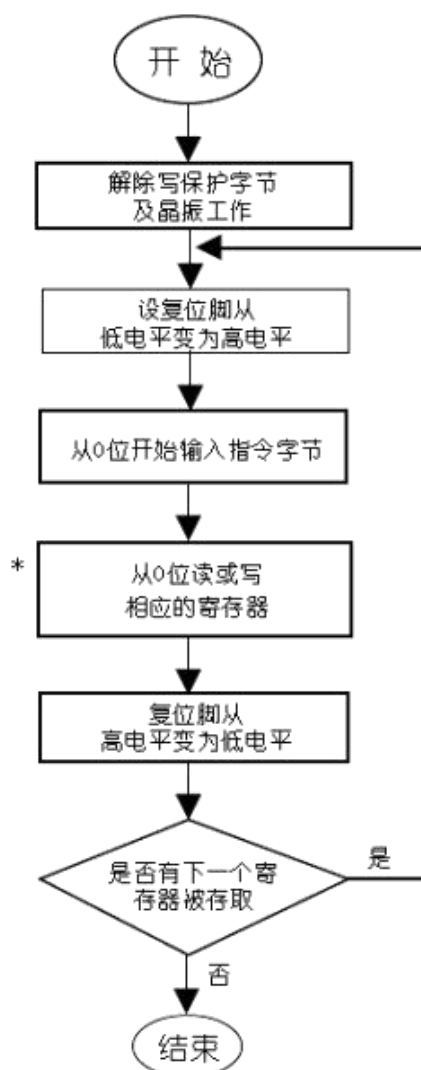 开 始
解除写保护字节
及晶振工作
设复位脚从
低电平变为高电平
从0位开始输入指令字节
*
从0位读或写
相应的寄存器
复位脚从
高电平变为低电平
是否有下一个寄
存器被存取
是
否
结束